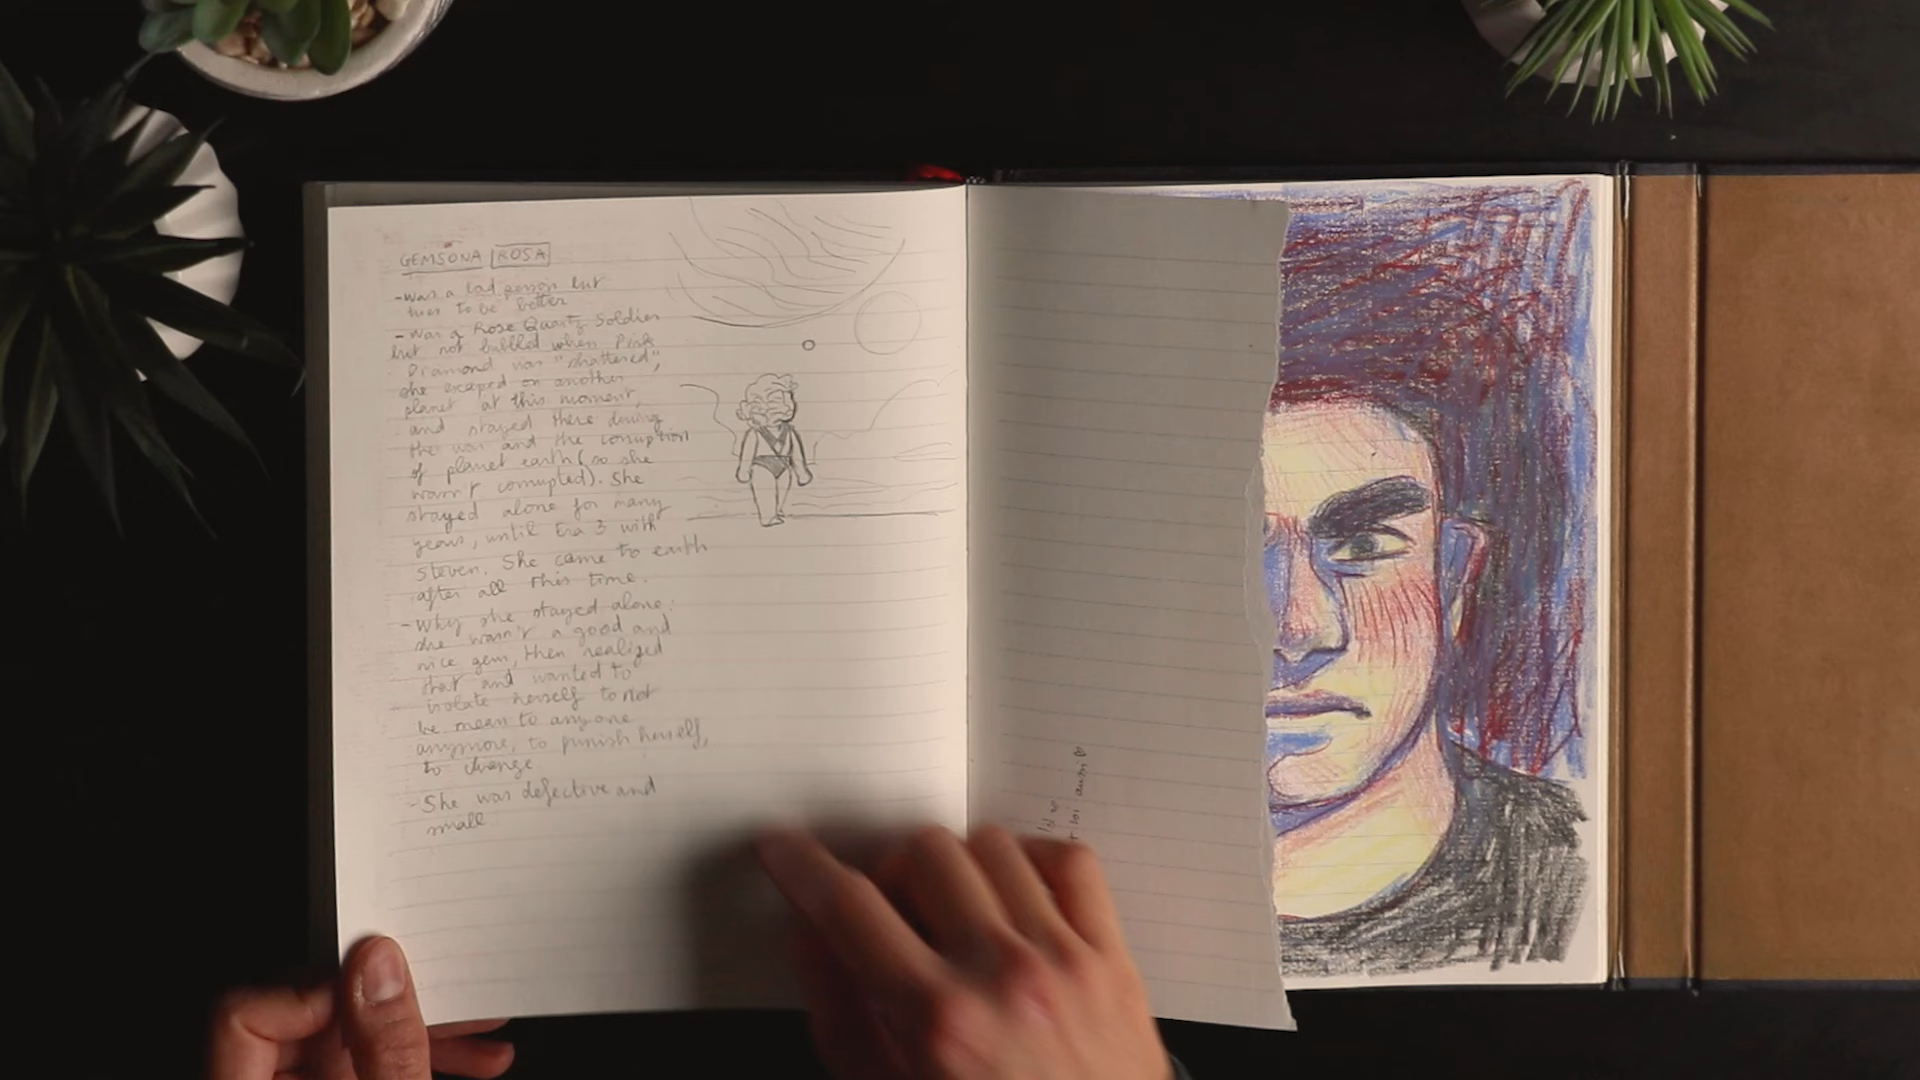 GEMSONA ROSA
- Was a bad person but
tries to be better
- Was a Rose Quartz Soldier
but not bubbled when Pink
Diamond was "shattered",
she escaped on another
planet at this moment,
and stayed there during
the war and the corruption
of planet earth (so she
wasn't corrupted). She
stayed alone for many
years, until Era 3 with
Steven. She came to earth
after all this time.
- Why she stayed alone:
she wasn't a good and
nice gem, then realized
that and wanted to
isolate herself to not
be mean to anyone
anymore, to punish herself,
to change
- She was defective and
small
toi aussi